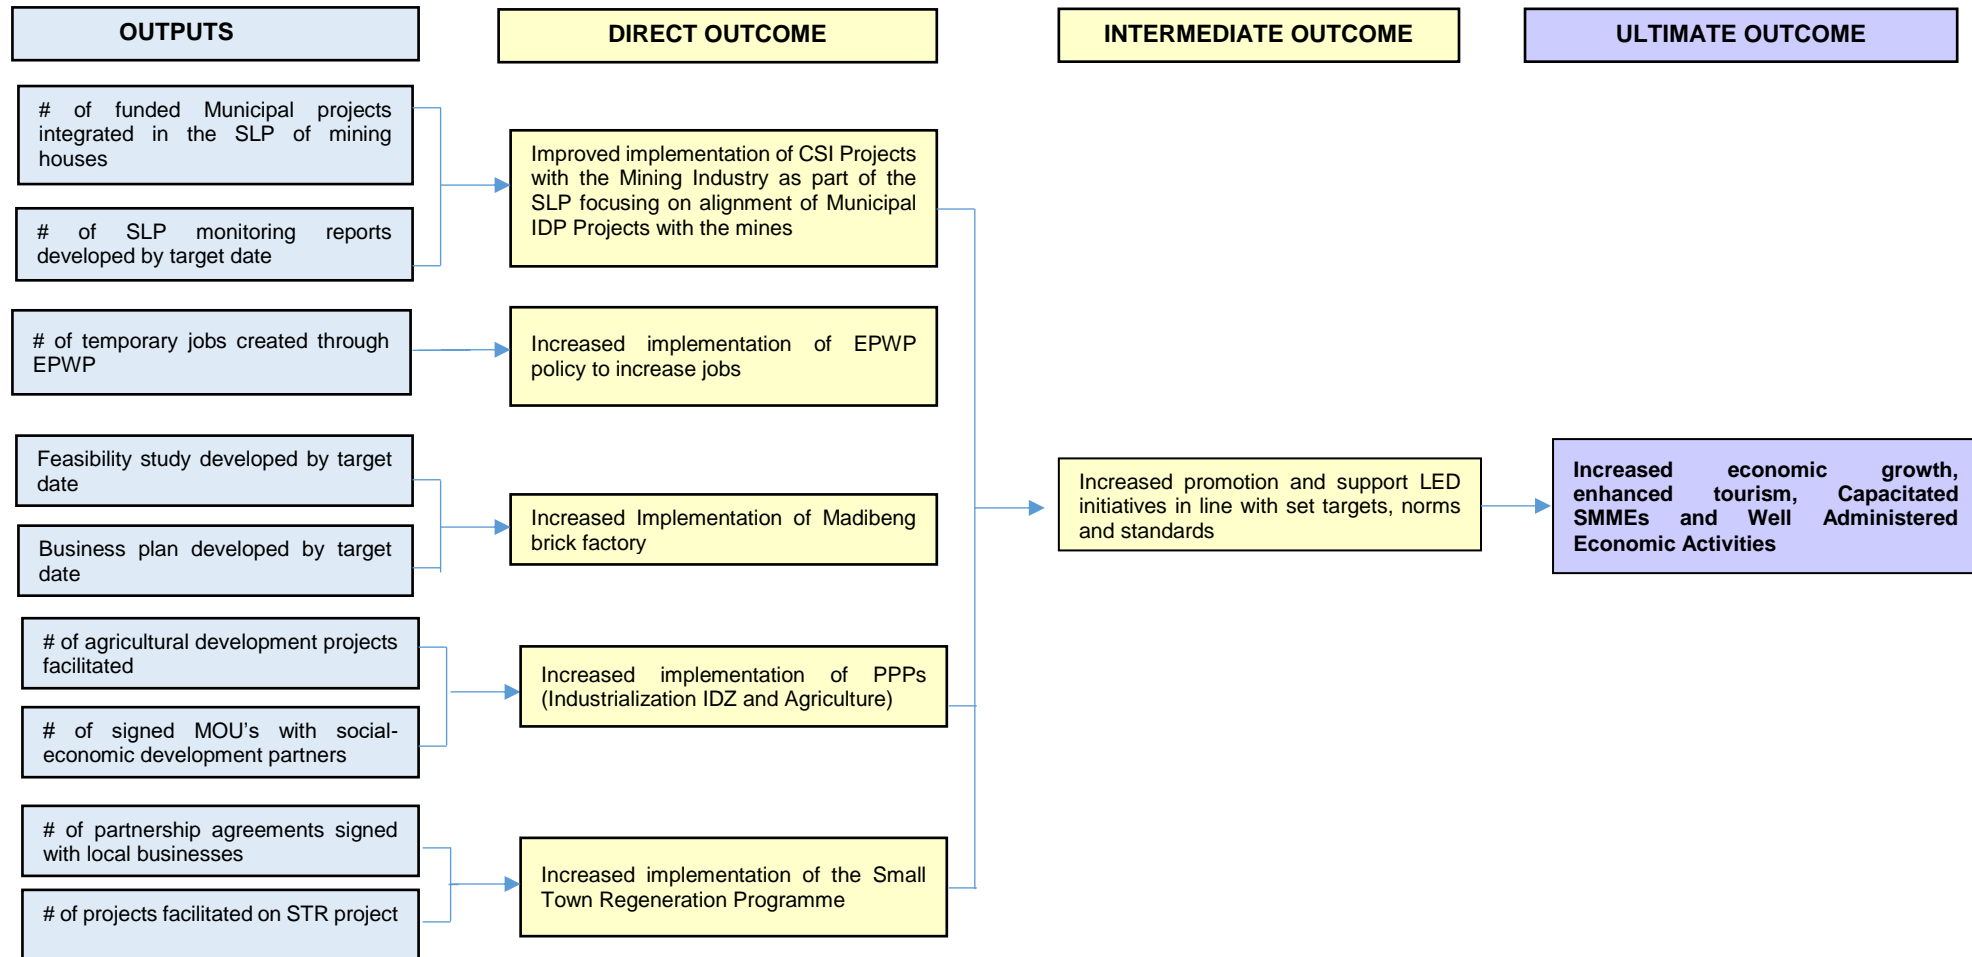 OUTPUTS
DIRECT OUTCOME
INTERMEDIATE OUTCOME
ULTIMATE OUTCOME
# of funded Municipal projects
integrated in the SLP of mining
houses
# of SLP monitoring reports
developed by target date
Improved implementation of CSI Projects
with the Mining Industry as part of the
SLP focusing on alignment of Municipal
IDP Projects with the mines
# of temporary jobs created through
EPWP
Increased implementation of EPWP
policy to increase jobs
Feasibility study developed by target
date
Business plan developed by target
date
Increased Implementation of Madibeng
brick factory
Increased promotion and support LED
initiatives in line with set targets, norms
and standards
Increased economic growth,
enhanced tourism, Capacitated
SMMEs and Well Administered
Economic Activities
# of agricultural development projects
facilitated
# of signed MOU's with social-
economic development partners
Increased implementation of PPPs
(Industrialization IDZ and Agriculture)
# of partnership agreements signed
with local businesses
# of projects facilitated on STR project
Increased implementation of the Small
Town Regeneration Programme